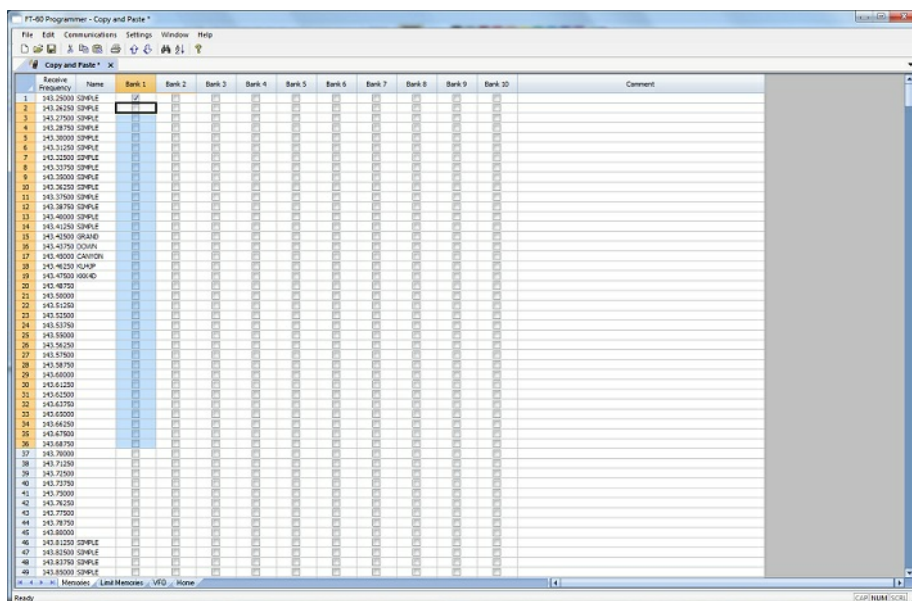 FT-60 Programmer - Copy and Paste *
File Edit Communications Settings Window Help
Copy and Paste * X
Receive Frequency Name Bank 1 Bank 2 Bank 3 Bank 4 Bank 5 Bank 6 Bank 7 Bank 8 Bank 9 Bank 10 Comment
1 143.25000 SIMPLE
2 143.26250 SIMPLE
3 143.27500 SIMPLE
4 143.28750 SIMPLE
5 143.30000 SIMPLE
6 143.31250 SIMPLE
7 143.32500 SIMPLE
8 143.33750 SIMPLE
9 143.35000 SIMPLE
10 143.36250 SIMPLE
11 143.37500 SIMPLE
12 143.38750 SIMPLE
13 143.40000 SIMPLE
14 143.41250 SIMPLE
15 143.42500 GRAND
16 143.43750 DOWN
17 143.45000 CANYON
18 143.46250
19 143.47500
20 143.48750
21 143.50000
22 143.51250
23 143.52500
24 143.53750
25 143.55000
26 143.56250
27 143.57500
28 143.58750
29 143.60000
30 143.61250
31 143.62500
32 143.63750
33 143.65000
34 143.66250
35 143.67500
36 143.68750
37 143.70000
38 143.71250
39 143.72500
40 143.73750
41 143.75000
42 143.76250
43 143.77500
44 143.78750
45 143.80000
46 143.81250 SIMPLE
47 143.82500 SIMPLE
48 143.83750 SIMPLE
49 143.85000 SIMPLE
Memories Limit Memories VFO Home
Ready CAP NUM SCRL